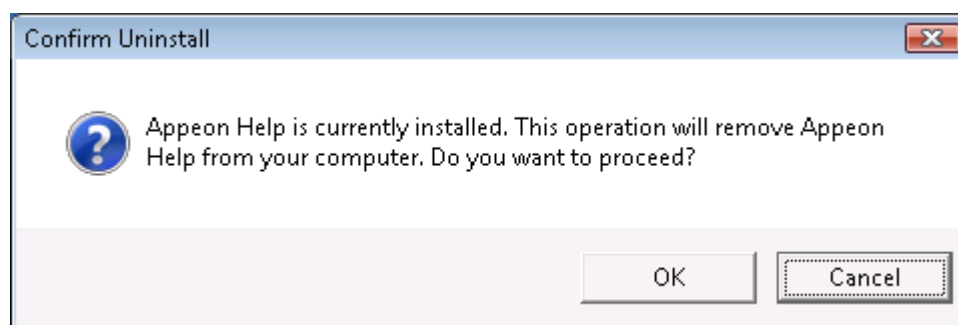 Confirm Uninstall
Appeon Help is currently installed. This operation will remove Appeon
Help from your computer. Do you want to proceed?
OK
Cancel